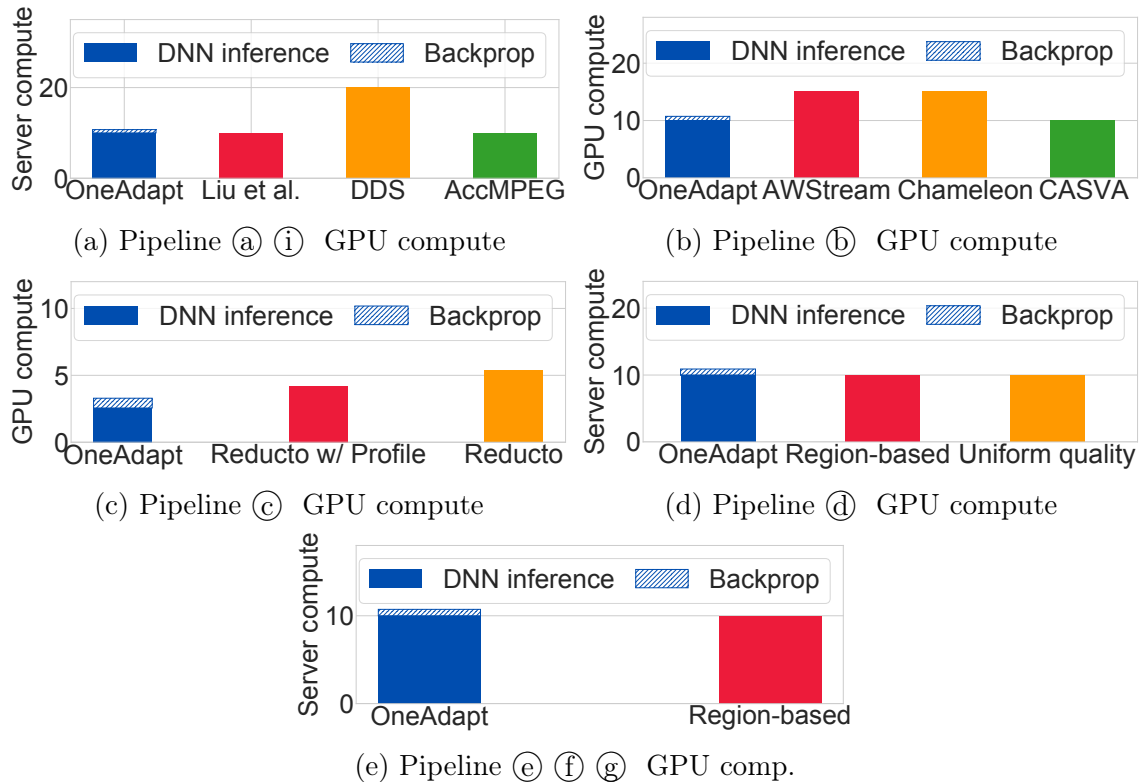 Server compute
DNN inference Backprop
20
0
OneAdapt Liu et al. DDS AccMPEG
(a) Pipeline ⓐ ⓘ GPU compute
GPU compute
DNN inference Backprop
20
10
0
OneAdapt AWStream Chameleon CASVA
(b) Pipeline ⓑ GPU compute
GPU compute
10
DNN inference Backprop
5
0
OneAdapt Reducto w/ Profile Reducto
(c) Pipeline ⓒ GPU compute
Server compute
20
DNN inference Backprop
10
0
OneAdapt Region-based Uniform quality
(d) Pipeline ⓓ GPU compute
Server compute
DNN inference Backprop
10
0
OneAdapt Region-based
(e) Pipeline ⓔ ⓕ ⓖ GPU comp.